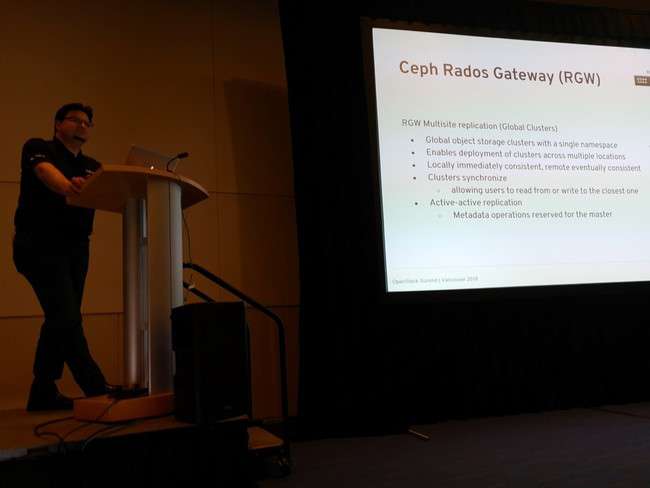 Ceph Rados Gateway (RGW)
RGW Multisite replication (Global Clusters)
Global object storage clusters with a single namespace
Enables deployment of clusters across multiple locations
Locally immediately consistent, remote eventually consistent
Clusters synchronize
allowing users to read from or write to the closest one
Active-active replication
Metadata operations reserved for the master
OpenStack Summit | Vancouver 2018